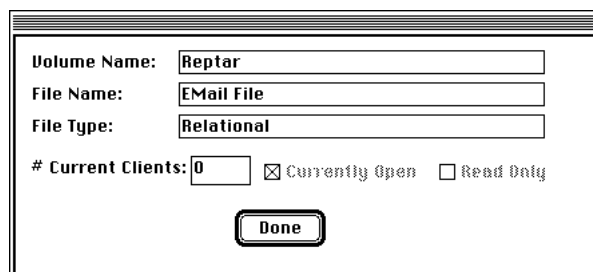 Volume Name: Reptar
File Name: EMail File
File Type: Relational
# Current Clients: 0 Currently Open Read Only
Done